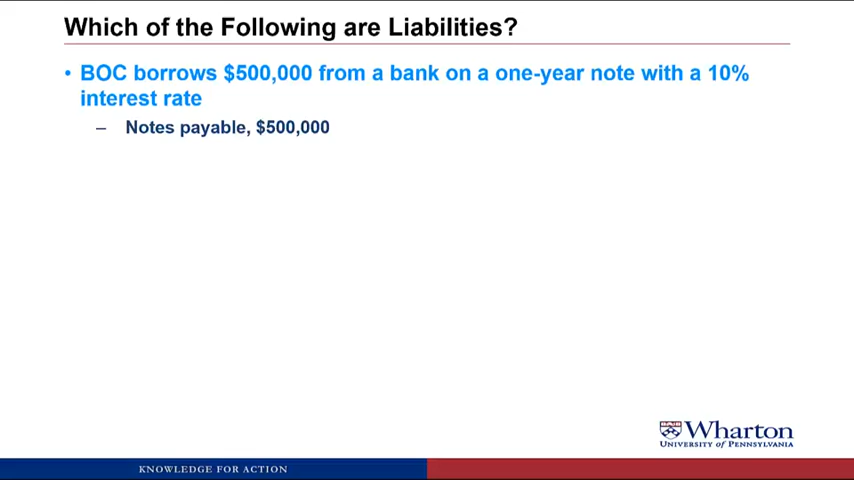 Which of the Following are Liabilities?
• BOC borrows $500,000 from a bank on a one-year note with a 10%
interest rate
– Notes payable, $500,000
Wharton
UNIVERSITY OF PENNSYLVANIA
KNOWLEDGE FOR ACTION